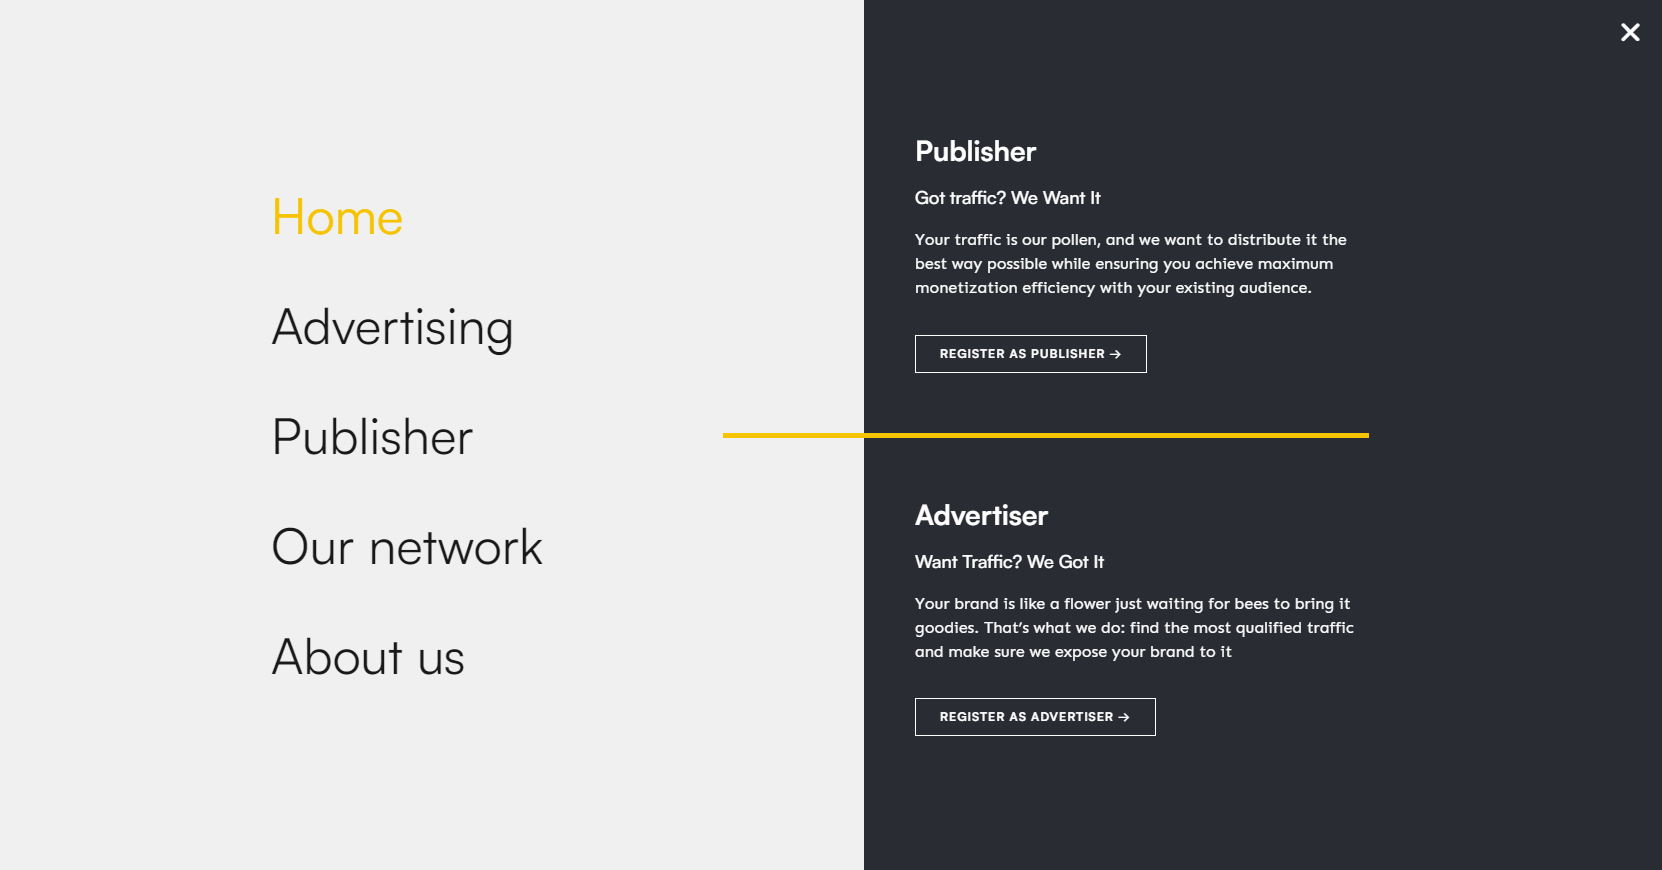 Home
Advertising
Publisher
Our network
About us
Publisher
Got traffic? We Want It
Your traffic is our pollen, and we want to distribute it the
best way possible while ensuring you achieve maximum
monetization efficiency with your existing audience.
REGISTER AS PUBLISHER →
Advertiser
Want Traffic? We Got It
Your brand is like a flower just waiting for bees to bring it
goodies. That’s what we do: find the most qualified traffic
and make sure we expose your brand to it
REGISTER AS ADVERTISER →